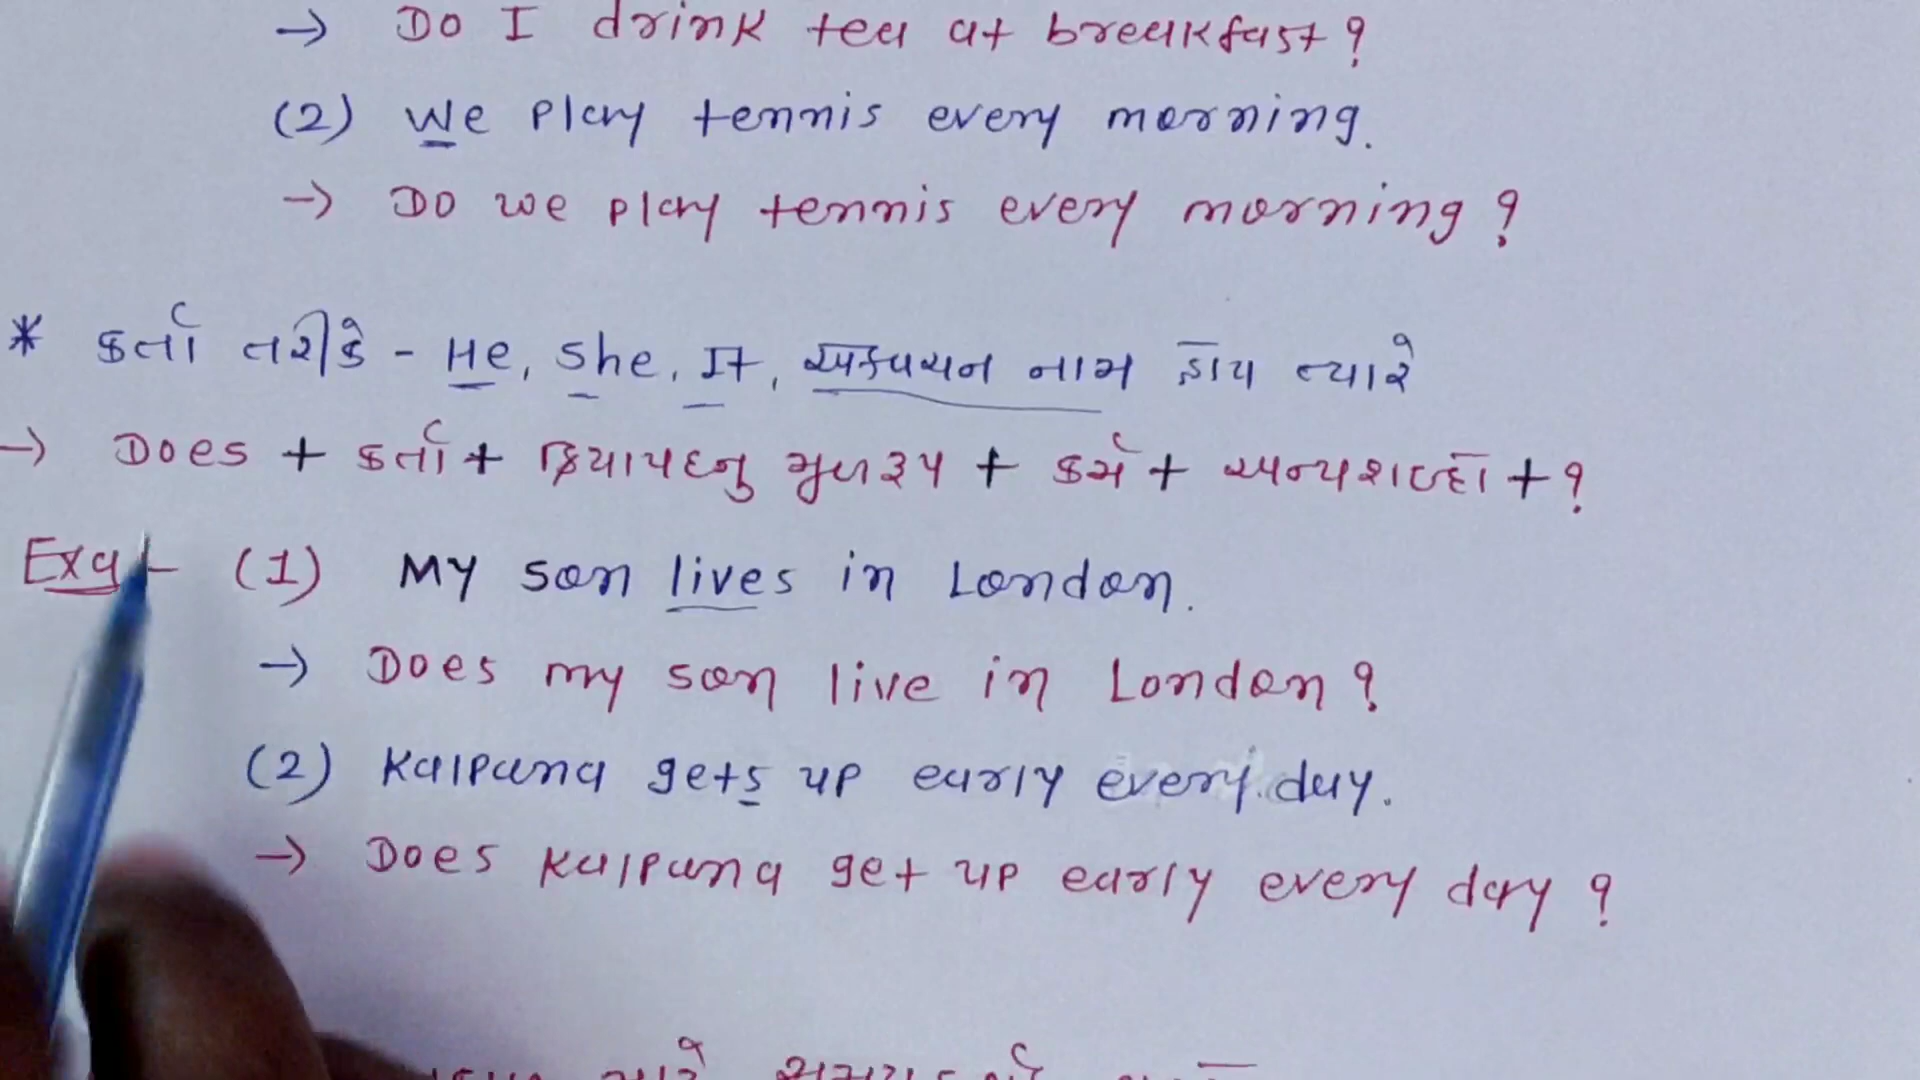 → Do I drink tea at breakfast?
(2) We play tennis every morning.
→ Do we play tennis every morning?
* કર્તા તરીકે - He, She, It, એકવચન નામ હોય ત્યારે
→ Does + કર્તા + ક્રિયાપદનુ મુળરૂપ + કર્મ + અન્યશબ્દો + ?
Exa - (1) My son lives in London.
→ Does my son live in London?
(2) Kalpana gets up early every day.
→ Does Kalpana get up early every day?